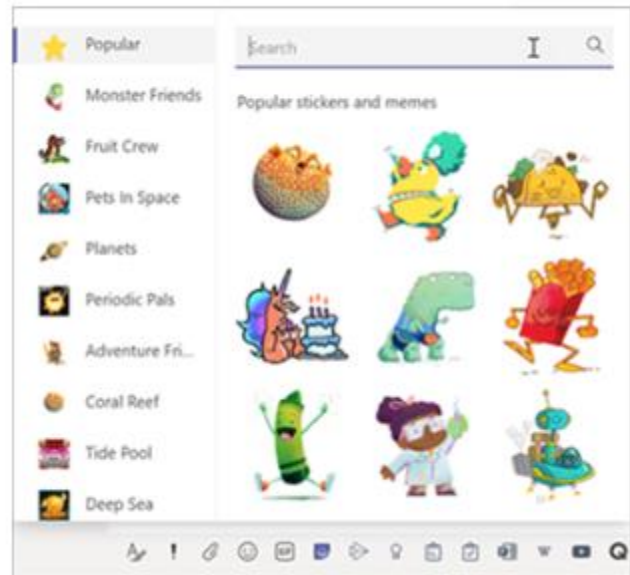 Popular
Monster Friends
Fruit Crew
Pets In Space
Planets
Periodic Pals
Adventure Fri...
Coral Reef
Tide Pool
Deep Sea
Search
Popular stickers and memes
GIF